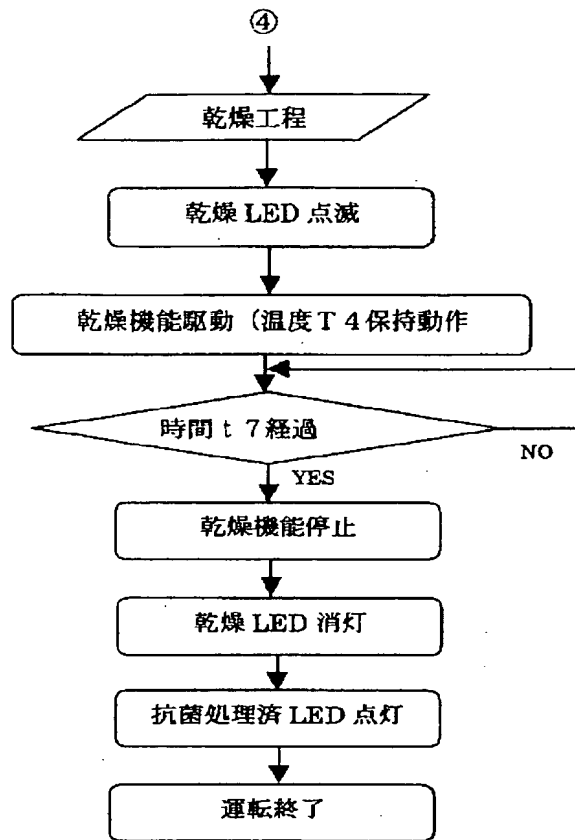 ④
乾燥工程
乾燥 LED 点滅
乾燥機能駆動（温度Ｔ４保持動作
時間ｔ７経過
NO
YES
乾燥機能停止
乾燥 LED 消灯
抗菌処理済 LED 点灯
運転終了